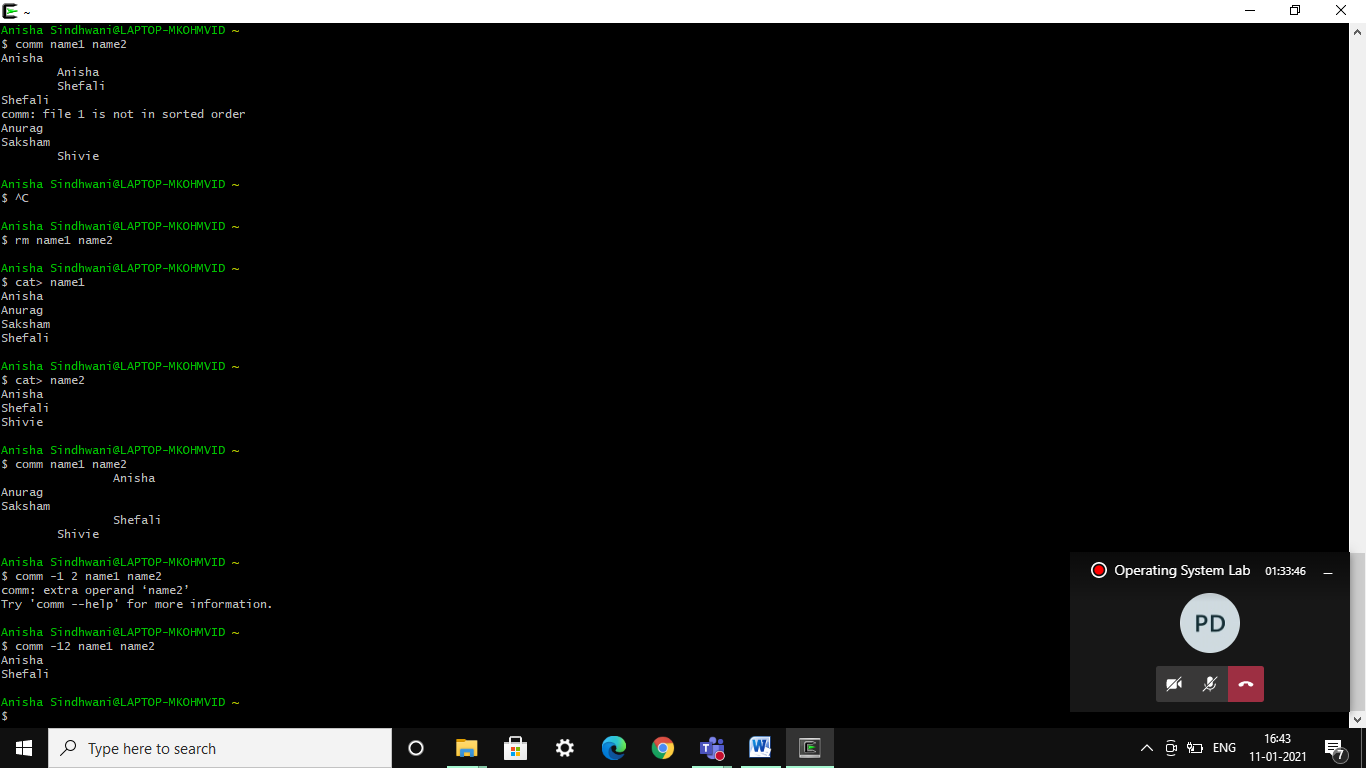 ~
Anisha Sindhwani@LAPTOP-MKOHMVID ~
$ comm name1 name2
Anisha
        Anisha
        Shefali
Shefali
comm: file 1 is not in sorted order
Anurag
Saksham
        Shivie
Anisha Sindhwani@LAPTOP-MKOHMVID ~
$ ^C
Anisha Sindhwani@LAPTOP-MKOHMVID ~
$ rm name1 name2
Anisha Sindhwani@LAPTOP-MKOHMVID ~
$ cat> name1
Anisha
Anurag
Saksham
Shefali
Anisha Sindhwani@LAPTOP-MKOHMVID ~
$ cat> name2
Anisha
Shefali
Shivie
Anisha Sindhwani@LAPTOP-MKOHMVID ~
$ comm name1 name2
                Anisha
Anurag
Saksham
                Shefali
        Shivie
Anisha Sindhwani@LAPTOP-MKOHMVID ~
$ comm -1 2 name1 name2
comm: extra operand ‘name2’
Try 'comm --help' for more information.
Anisha Sindhwani@LAPTOP-MKOHMVID ~
$ comm -12 name1 name2
Anisha
Shefali
Anisha Sindhwani@LAPTOP-MKOHMVID ~
$
Operating System Lab 01:33:46
PD
Type here to search
ENG
16:43
11-01-2021
7